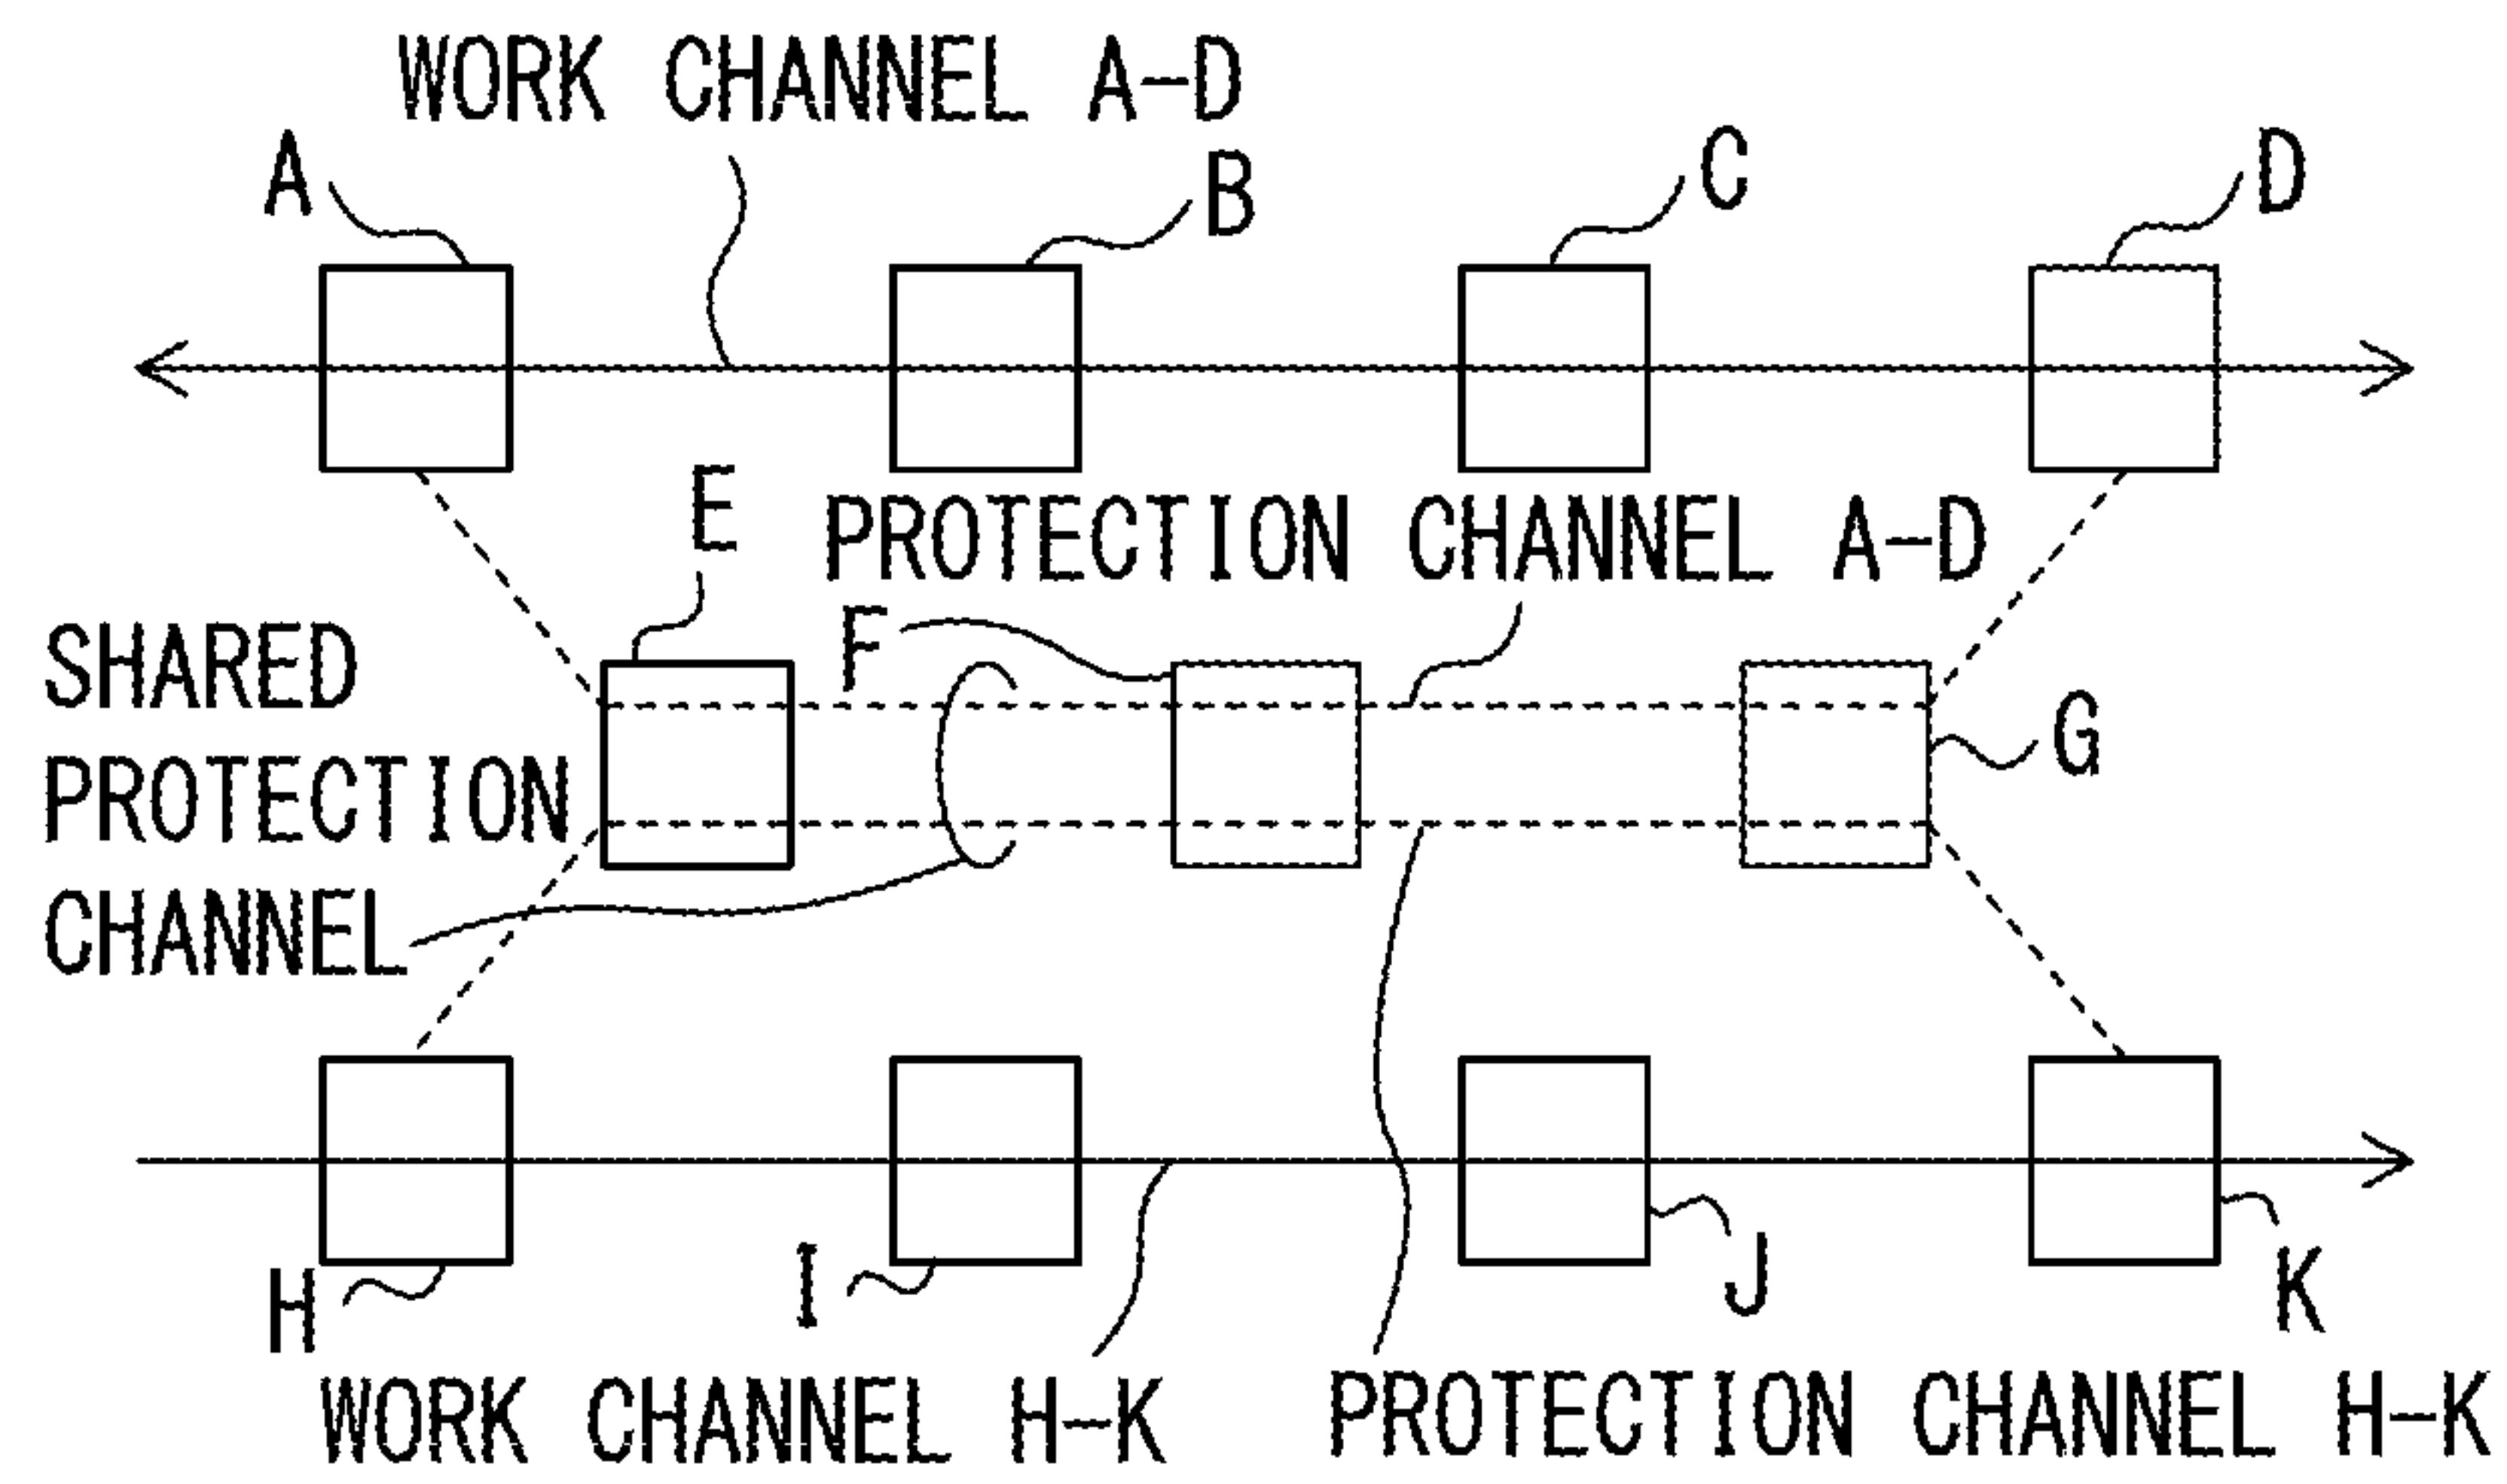 WORK CHANNEL A-D
A
B
C
D
E
PROTECTION CHANNEL A-D
F
SHARED
PROTECTION
CHANNEL
G
H
I
J
K
WORK CHANNEL H-K
PROTECTION CHANNEL H-K